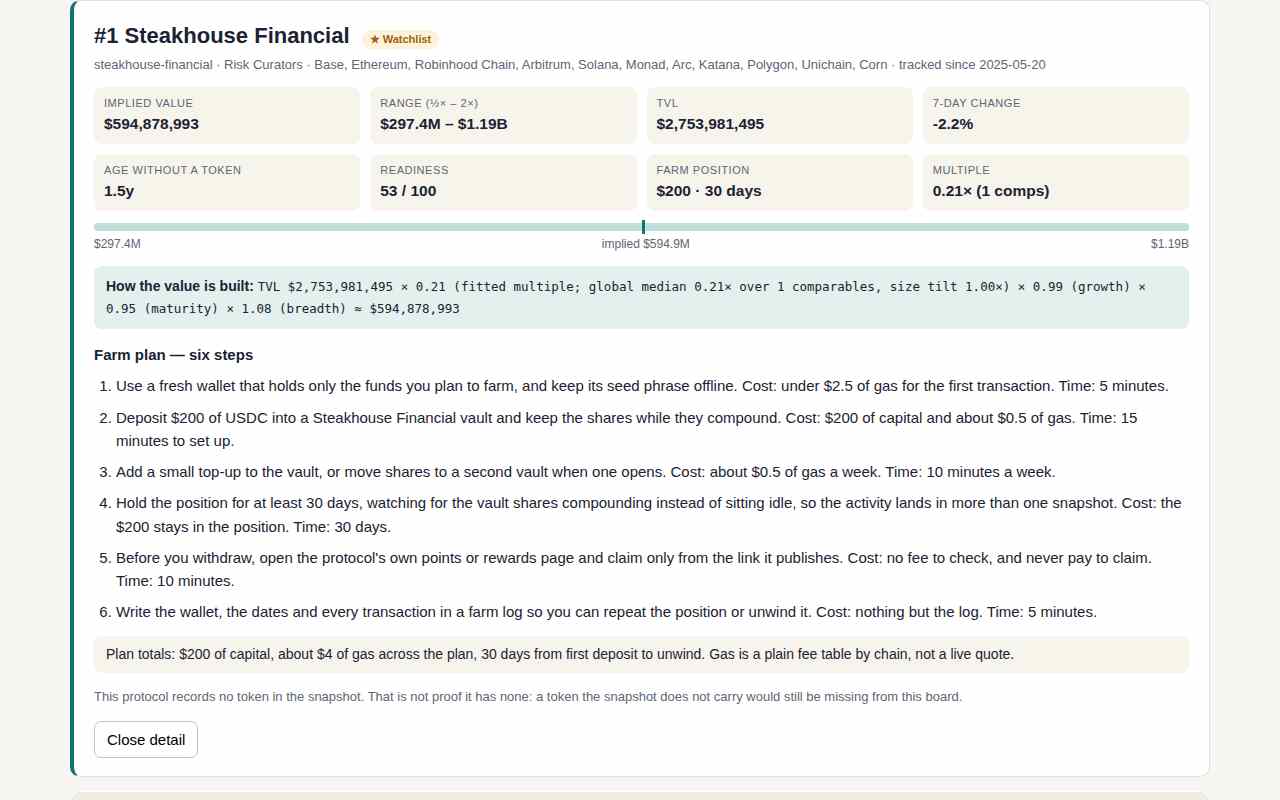 #1 Steakhouse Financial ★ Watchlist
steakhouse-financial · Risk Curators · Base, Ethereum, Robinhood Chain, Arbitrum, Solana, Monad, Arc, Katana, Polygon, Unichain, Corn · tracked since 2025-05-20
IMPLIED VALUE
$594,878,993
RANGE (½× – 2×)
$297.4M – $1.19B
TVL
$2,753,981,495
7-DAY CHANGE
-2.2%
AGE WITHOUT A TOKEN
1.5y
READINESS
53 / 100
FARM POSITION
$200 · 30 days
MULTIPLE
0.21× (1 comps)
$297.4M
implied $594.9M
$1.19B
How the value is built: TVL $2,753,981,495 × 0.21 (fitted multiple; global median 0.21× over 1 comparables, size tilt 1.00×) × 0.99 (growth) ×
0.95 (maturity) × 1.08 (breadth) ≈ $594,878,993
Farm plan — six steps
1. Use a fresh wallet that holds only the funds you plan to farm, and keep its seed phrase offline. Cost: under $2.5 of gas for the first transaction. Time: 5 minutes.
2. Deposit $200 of USDC into a Steakhouse Financial vault and keep the shares while they compound. Cost: $200 of capital and about $0.5 of gas. Time: 15
minutes to set up.
3. Add a small top-up to the vault, or move shares to a second vault when one opens. Cost: about $0.5 of gas a week. Time: 10 minutes a week.
4. Hold the position for at least 30 days, watching for the vault shares compounding instead of sitting idle, so the activity lands in more than one snapshot. Cost: the
$200 stays in the position. Time: 30 days.
5. Before you withdraw, open the protocol's own points or rewards page and claim only from the link it publishes. Cost: no fee to check, and never pay to claim.
Time: 10 minutes.
6. Write the wallet, the dates and every transaction in a farm log so you can repeat the position or unwind it. Cost: nothing but the log. Time: 5 minutes.
Plan totals: $200 of capital, about $4 of gas across the plan, 30 days from first deposit to unwind. Gas is a plain fee table by chain, not a live quote.
This protocol records no token in the snapshot. That is not proof it has none: a token the snapshot does not carry would still be missing from this board.
Close detail